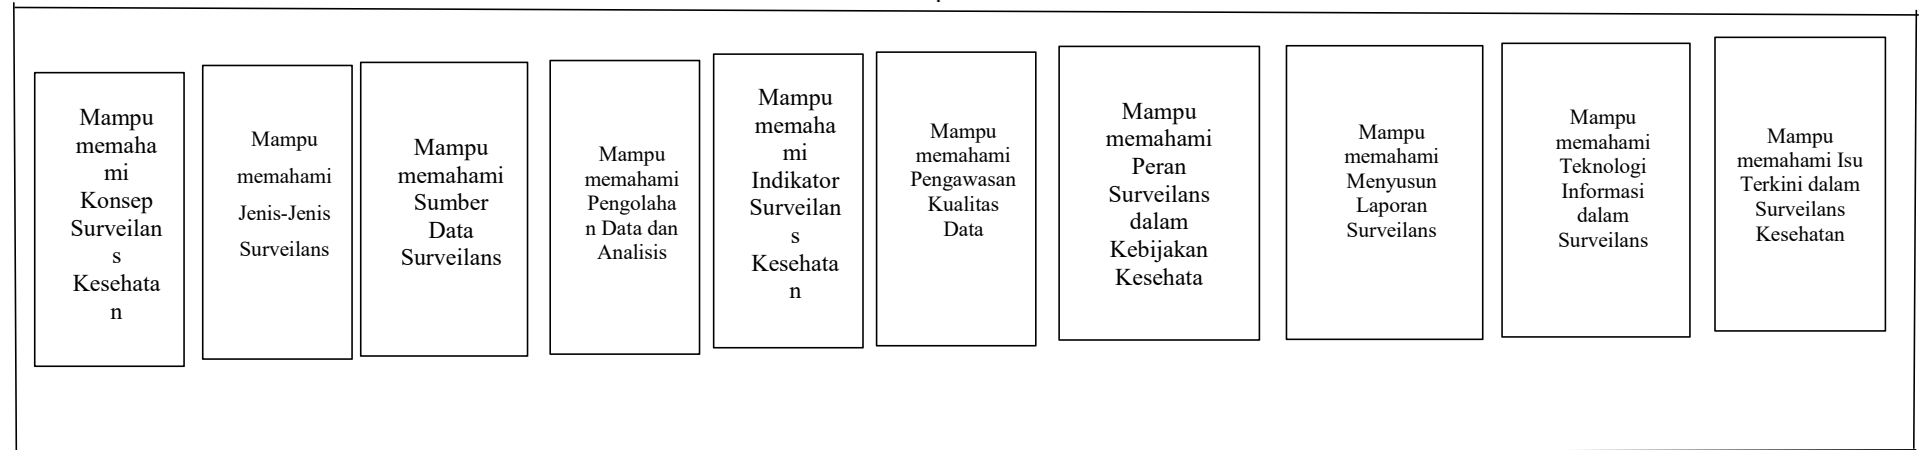 Mampu
memaha
mi
Konsep
Surveilan
s
Kesehata
n
Mampu
memahami
Jenis-Jenis
Surveilans
Mampu
memahami
Sumber
Data
Surveilans
Mampu
memahami
Pengolaha
n Data dan
Analisis
Mampu
memaha
mi
Indikator
Surveilan
s
Kesehata
n
Mampu
memahami
Pengawasan
Kualitas
Data
Mampu
memahami
Peran
Surveilans
dalam
Kebijakan
Kesehata
Mampu
memahami
Menyusun
Laporan
Surveilans
Mampu
memahami
Teknologi
Informasi
dalam
Surveilans
Mampu
memahami Isu
Terkini dalam
Surveilans
Kesehatan